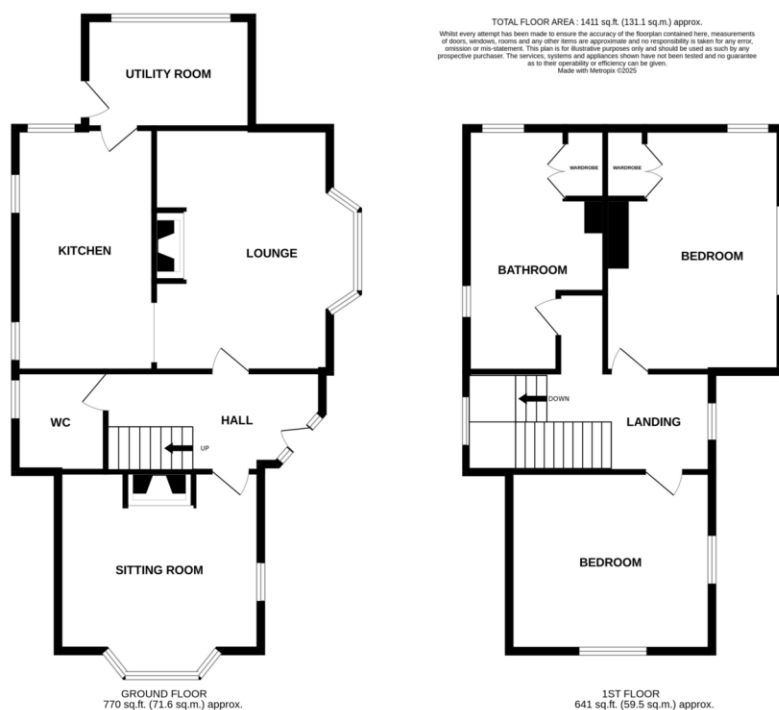 TOTAL FLOOR AREA : 1411 sq.ft. (131.1 sq.m.) approx.
Whilst every attempt has been made to ensure the accuracy of the floorplan contained here, measurements
of doors, windows, rooms and any other items are approximate and no responsibility is taken for any error,
omission or mis-statement. This plan is for illustrative purposes only and should be used as such by any
prospective purchaser. The services, systems and appliances shown have not been tested and no guarantee
as to their operability or efficiency can be given.
Made with Metropix ©2025
UTILITY ROOM
KITCHEN
LOUNGE
WC
HALL
UP
SITTING ROOM
GROUND FLOOR
770 sq.ft. (71.6 sq.m.) approx.
WARDROBE
WARDROBE
BATHROOM
BEDROOM
DOWN
LANDING
BEDROOM
1ST FLOOR
641 sq.ft. (59.5 sq.m.) approx.